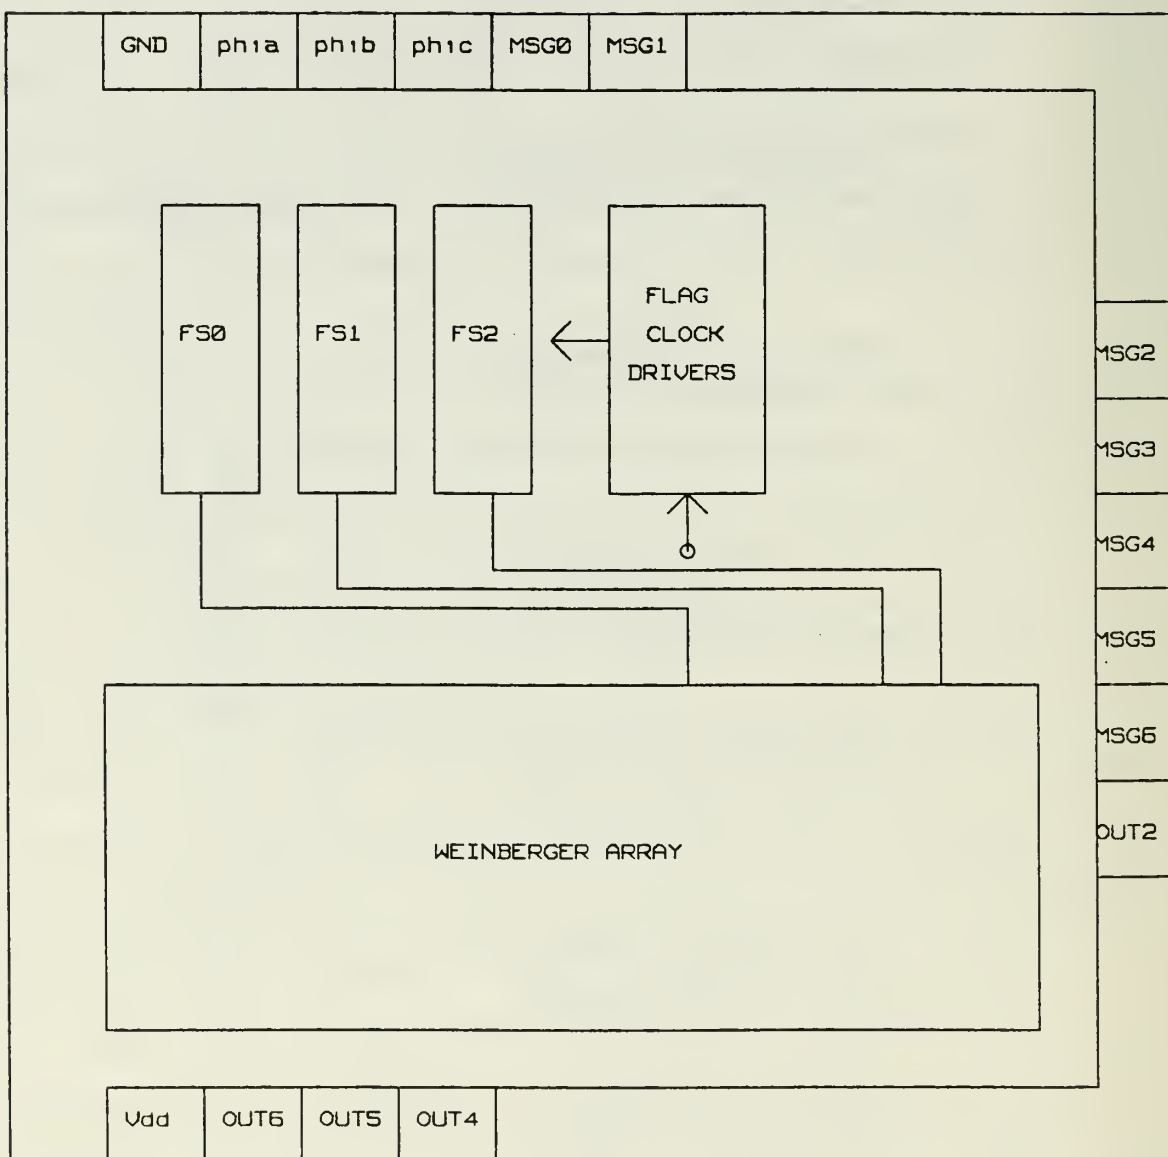 GND phia phib phic MSG0 MSG1
FS0 FS1 FS2
FLAG
CLOCK
DRIVERS
MSG2
MSG3
MSG4
MSG5
MSG6
OUT2
WEINBERGER ARRAY
Vdd OUT6 OUT5 OUT4